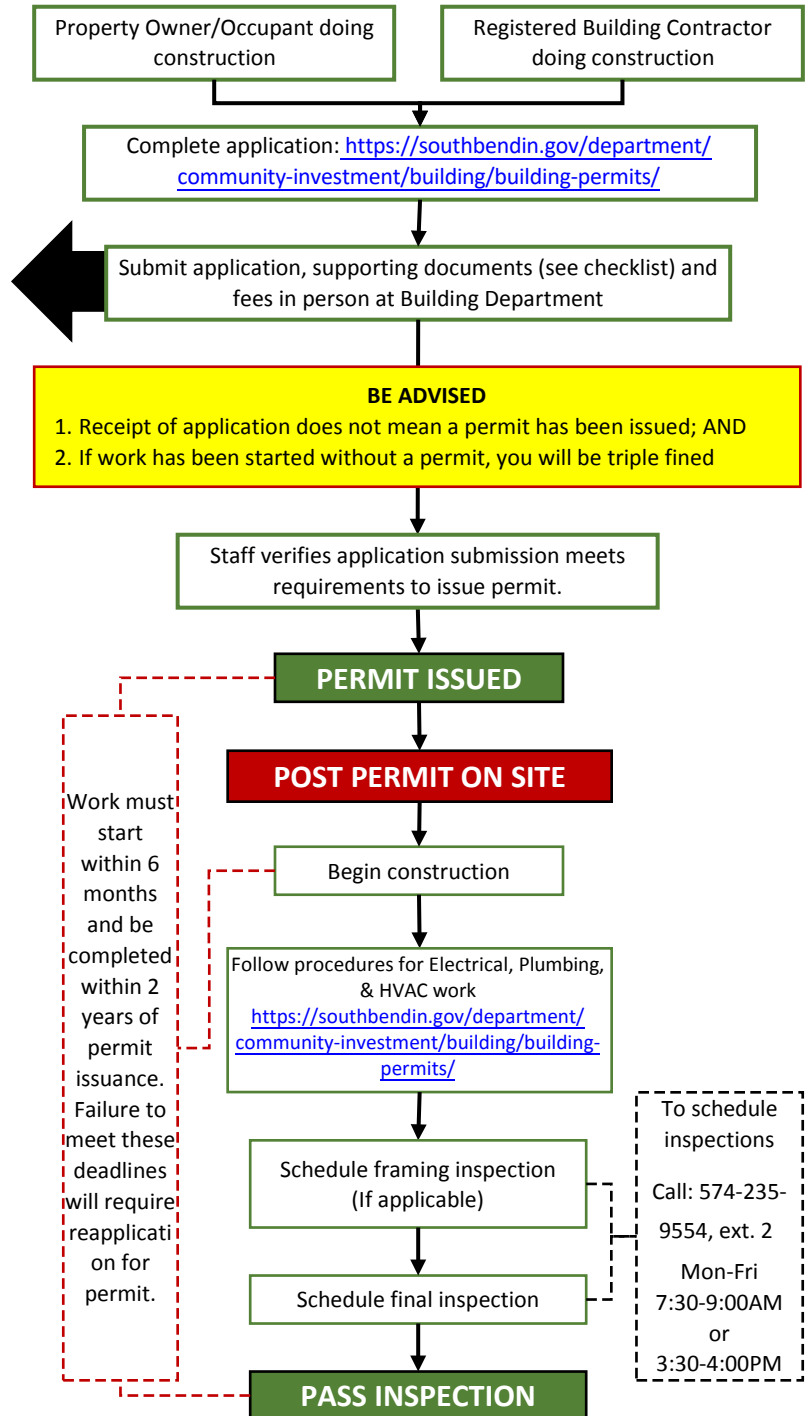 Property Owner/Occupant doing
construction
Registered Building Contractor
doing construction
Complete application: https://southbendin.gov/department/
community-investment/building/building-permits/
Submit application, supporting documents (see checklist) and
fees in person at Building Department
BE ADVISED
1. Receipt of application does not mean a permit has been issued; AND
2. If work has been started without a permit, you will be triple fined
Staff verifies application submission meets
requirements to issue permit.
PERMIT ISSUED
POST PERMIT ON SITE
Work must
start
within 6
months
and be
completed
within 2
years of
permit
issuance.
Failure to
meet these
deadlines
will require
reapplicati
on for
permit.
Begin construction
Follow procedures for Electrical, Plumbing,
& HVAC work
https://southbendin.gov/department/
community-investment/building/building-
permits/
Schedule framing inspection
(If applicable)
Schedule final inspection
To schedule
inspections
Call: 574-235-
9554, ext. 2
Mon-Fri
7:30-9:00AM
or
3:30-4:00PM
PASS INSPECTION